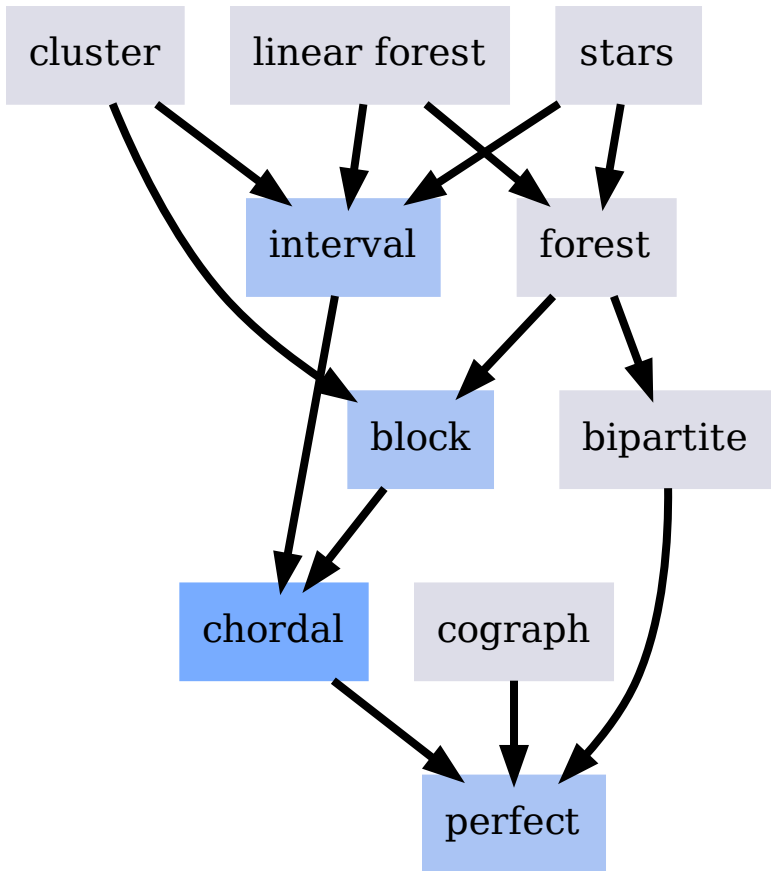 cluster
linear forest
stars
interval
forest
block
bipartite
chordal
cograph
perfect